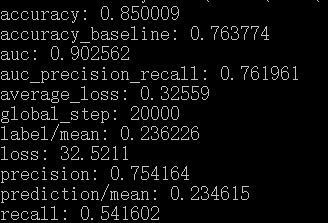 accuracy: 0.850009
accuracy_baseline: 0.763774
auc: 0.902562
auc_precision_recall: 0.761961
average_loss: 0.32559
global_step: 20000
label/mean: 0.236226
loss: 32.5211
precision: 0.754164
prediction/mean: 0.234615
recall: 0.541602